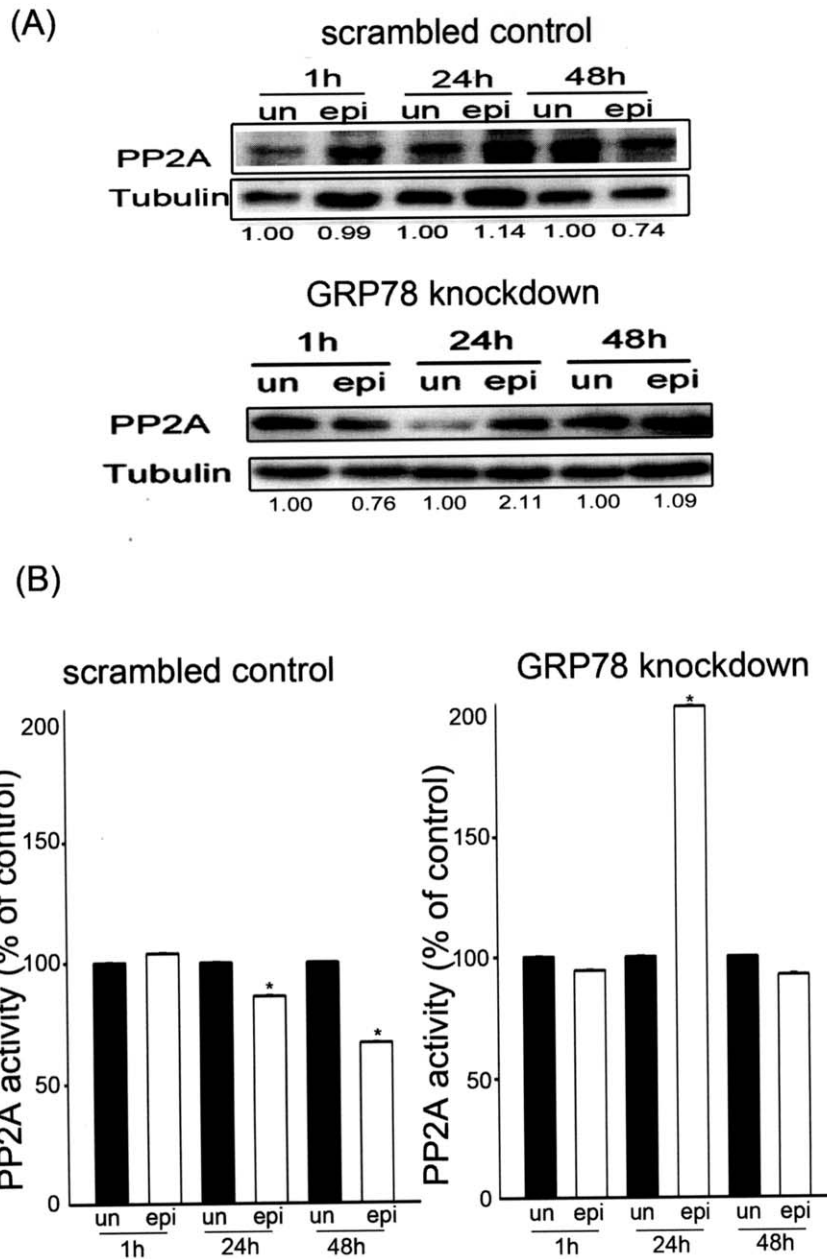 (A)
scrambled control
1h 24h 48h
un epi un epi un epi
PP2A
Tubulin
1.00 0.99 1.00 1.14 1.00 0.74
GRP78 knockdown
1h 24h 48h
un epi un epi un epi
PP2A
Tubulin
1.00 0.76 1.00 2.11 1.00 1.09
(B)
scrambled control
PP2A activity (% of control)
200
150
100
50
0
* *
un epi un epi un epi
1h 24h 48h
GRP78 knockdown
PP2A activity (% of control)
200
150
100
50
0
*
un epi un epi un epi
1h 24h 48h